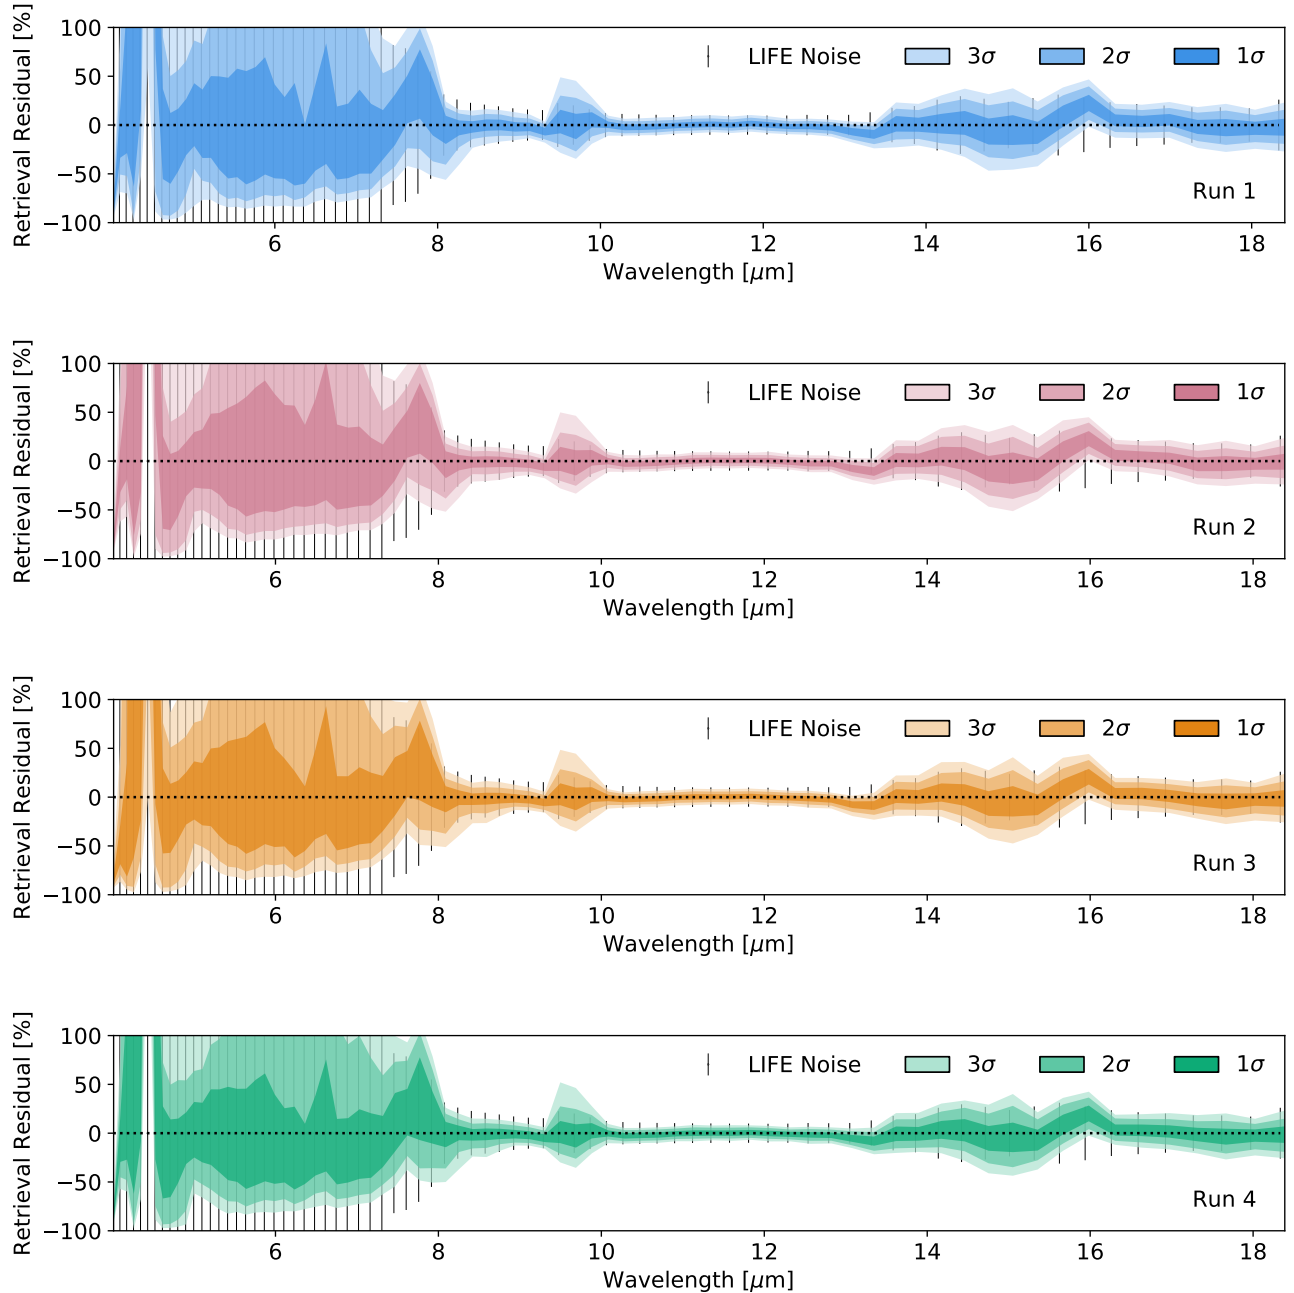 Retrieval Residual [%]
100
50
0
−50
−100
LIFE Noise 3σ 2σ 1σ
Run 1
6 8 10 12 14 16 18
Wavelength [μm]
Retrieval Residual [%]
100
50
0
−50
−100
LIFE Noise 3σ 2σ 1σ
Run 2
6 8 10 12 14 16 18
Wavelength [μm]
Retrieval Residual [%]
100
50
0
−50
−100
LIFE Noise 3σ 2σ 1σ
Run 3
6 8 10 12 14 16 18
Wavelength [μm]
Retrieval Residual [%]
100
50
0
−50
−100
LIFE Noise 3σ 2σ 1σ
Run 4
6 8 10 12 14 16 18
Wavelength [μm]